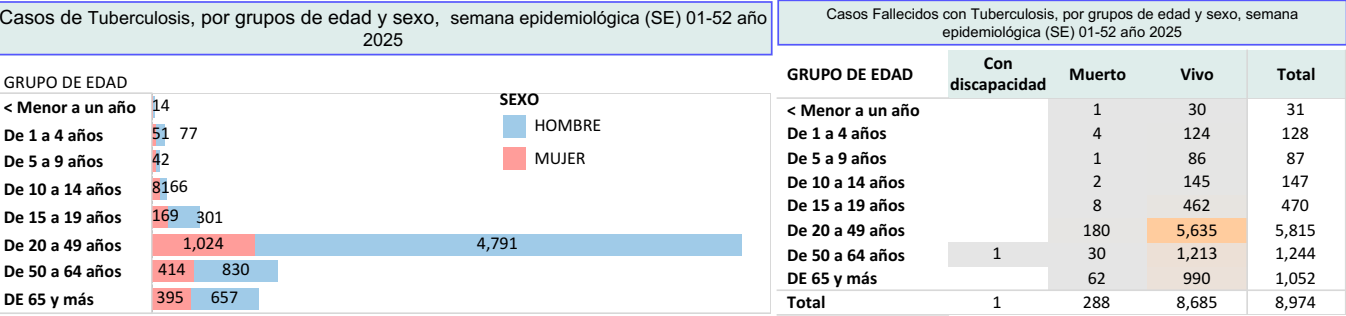 Casos de Tuberculosis, por grupos de edad y sexo, semana epidemiológica (SE) 01-52 año
2025
GRUPO DE EDAD
SEXO
HOMBRE
MUJER
< Menor a un año 14
De 1 a 4 años 51 77
De 5 a 9 años 42
De 10 a 14 años 81 66
De 15 a 19 años 169 301
De 20 a 49 años 1,024 4,791
De 50 a 64 años 414 830
DE 65 y más 395 657
Casos Fallecidos con Tuberculosis, por grupos de edad y sexo, semana
epidemiológica (SE) 01-52 año 2025
GRUPO DE EDAD Con discapacidad Muerto Vivo Total
< Menor a un año 1 30 31
De 1 a 4 años 4 124 128
De 5 a 9 años 1 86 87
De 10 a 14 años 2 145 147
De 15 a 19 años 8 462 470
De 20 a 49 años 180 5,635 5,815
De 50 a 64 años 1 30 1,213 1,244
DE 65 y más 62 990 1,052
Total 1 288 8,685 8,974